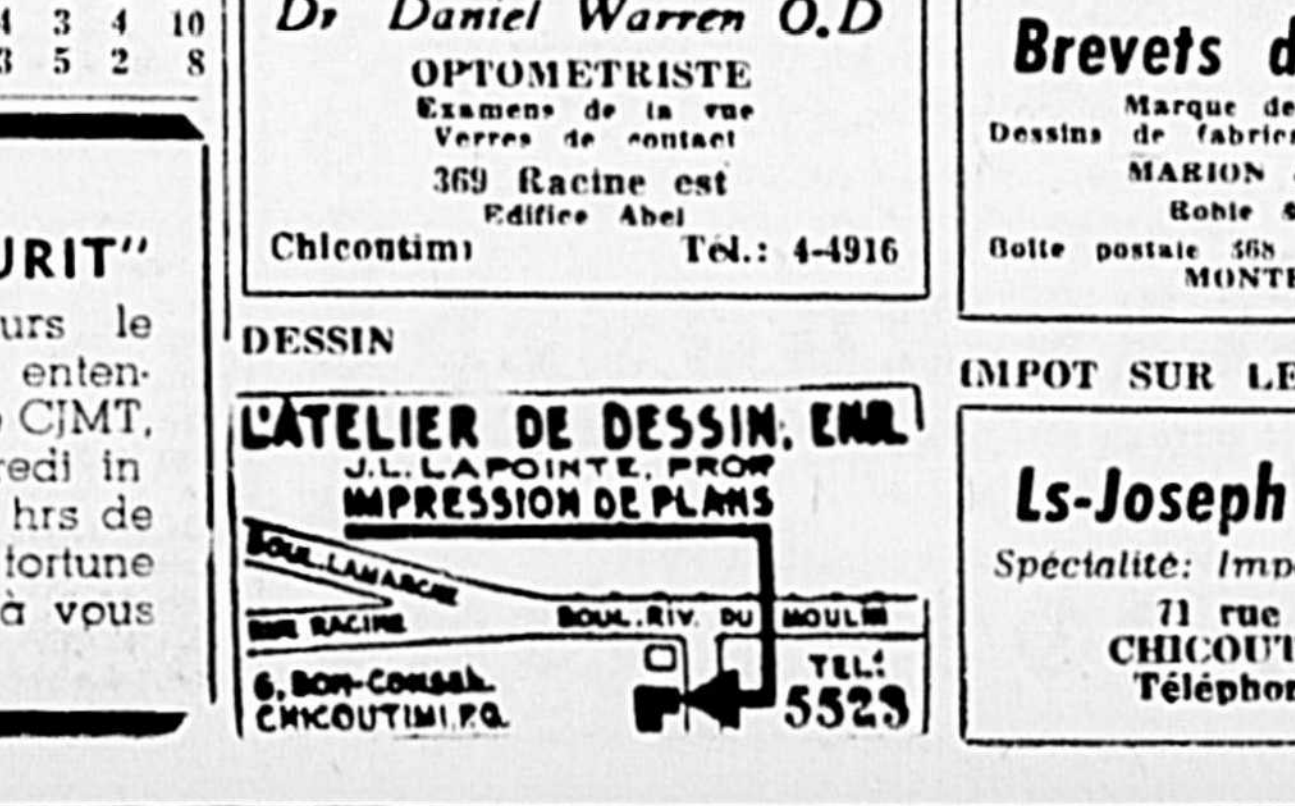 4 3 4 10
3 5 2 8
URIT"
urs le
enten-
CJMT,
redi in
hrs de
fortune
à vous
Dr Daniel Warren O.D
OPTOMETRISTE
Examens de la vue
Verres de contact
369 Racine est
Edifice Abel
Chicoutimi Tél.: 4-4916
DESSIN
L'ATELIER DE DESSIN, ENR.
J.L. LAPOINTE, PROP
IMPRESSION DE PLANS
BOUL. LAMARCHE
RUE RACINE
BOUL. RIV. DU MOULIN
6, BON-CONSEIL
CHICOUTIMI, P.Q.
TEL:
5523
Brevets d
Marque de
Dessins de fabric
MARION
Robic &
Boite postale 368
MONTR
IMPOT SUR LE
Ls-Joseph
Spécialité: Imp
71 rue
CHICOUT
Téléphon